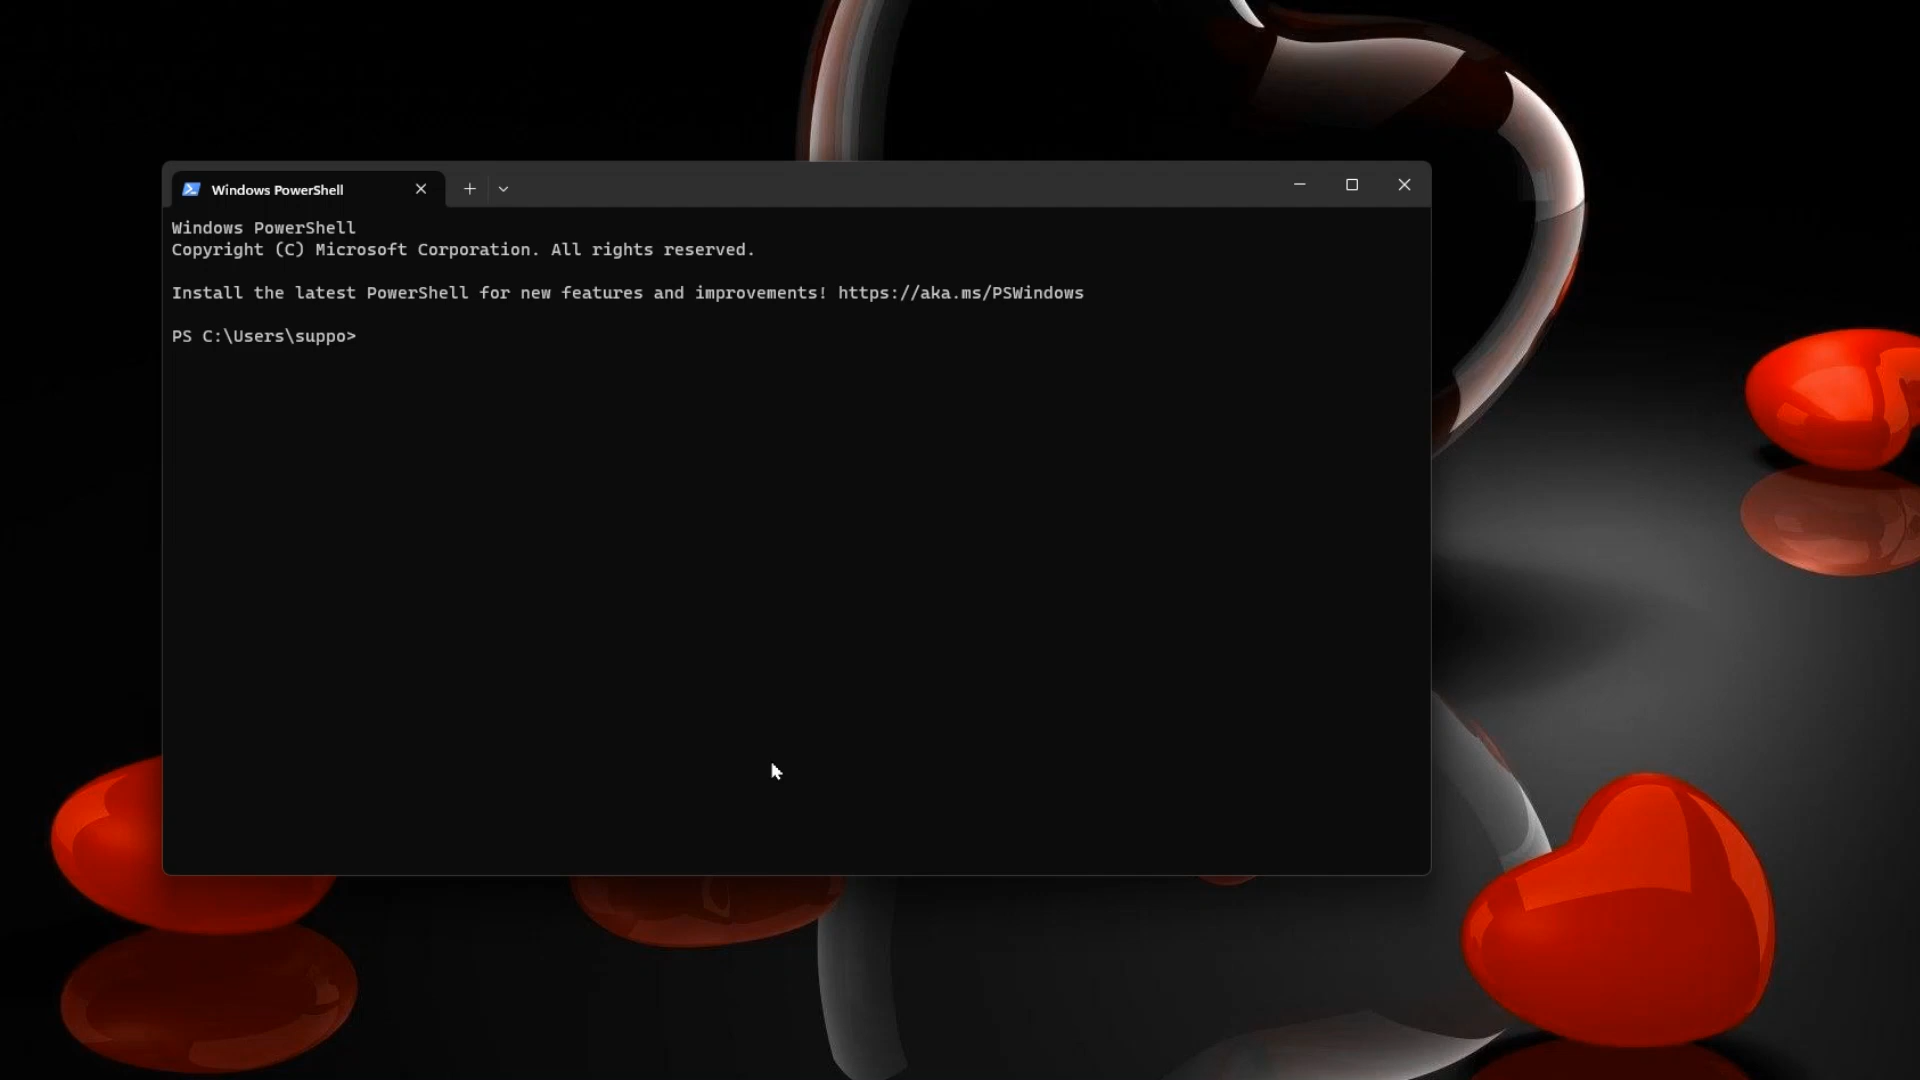 Windows PowerShell
Windows PowerShell
Copyright (C) Microsoft Corporation. All rights reserved.
Install the latest PowerShell for new features and improvements! https://aka.ms/PSWindows
PS C:\Users\suppo>